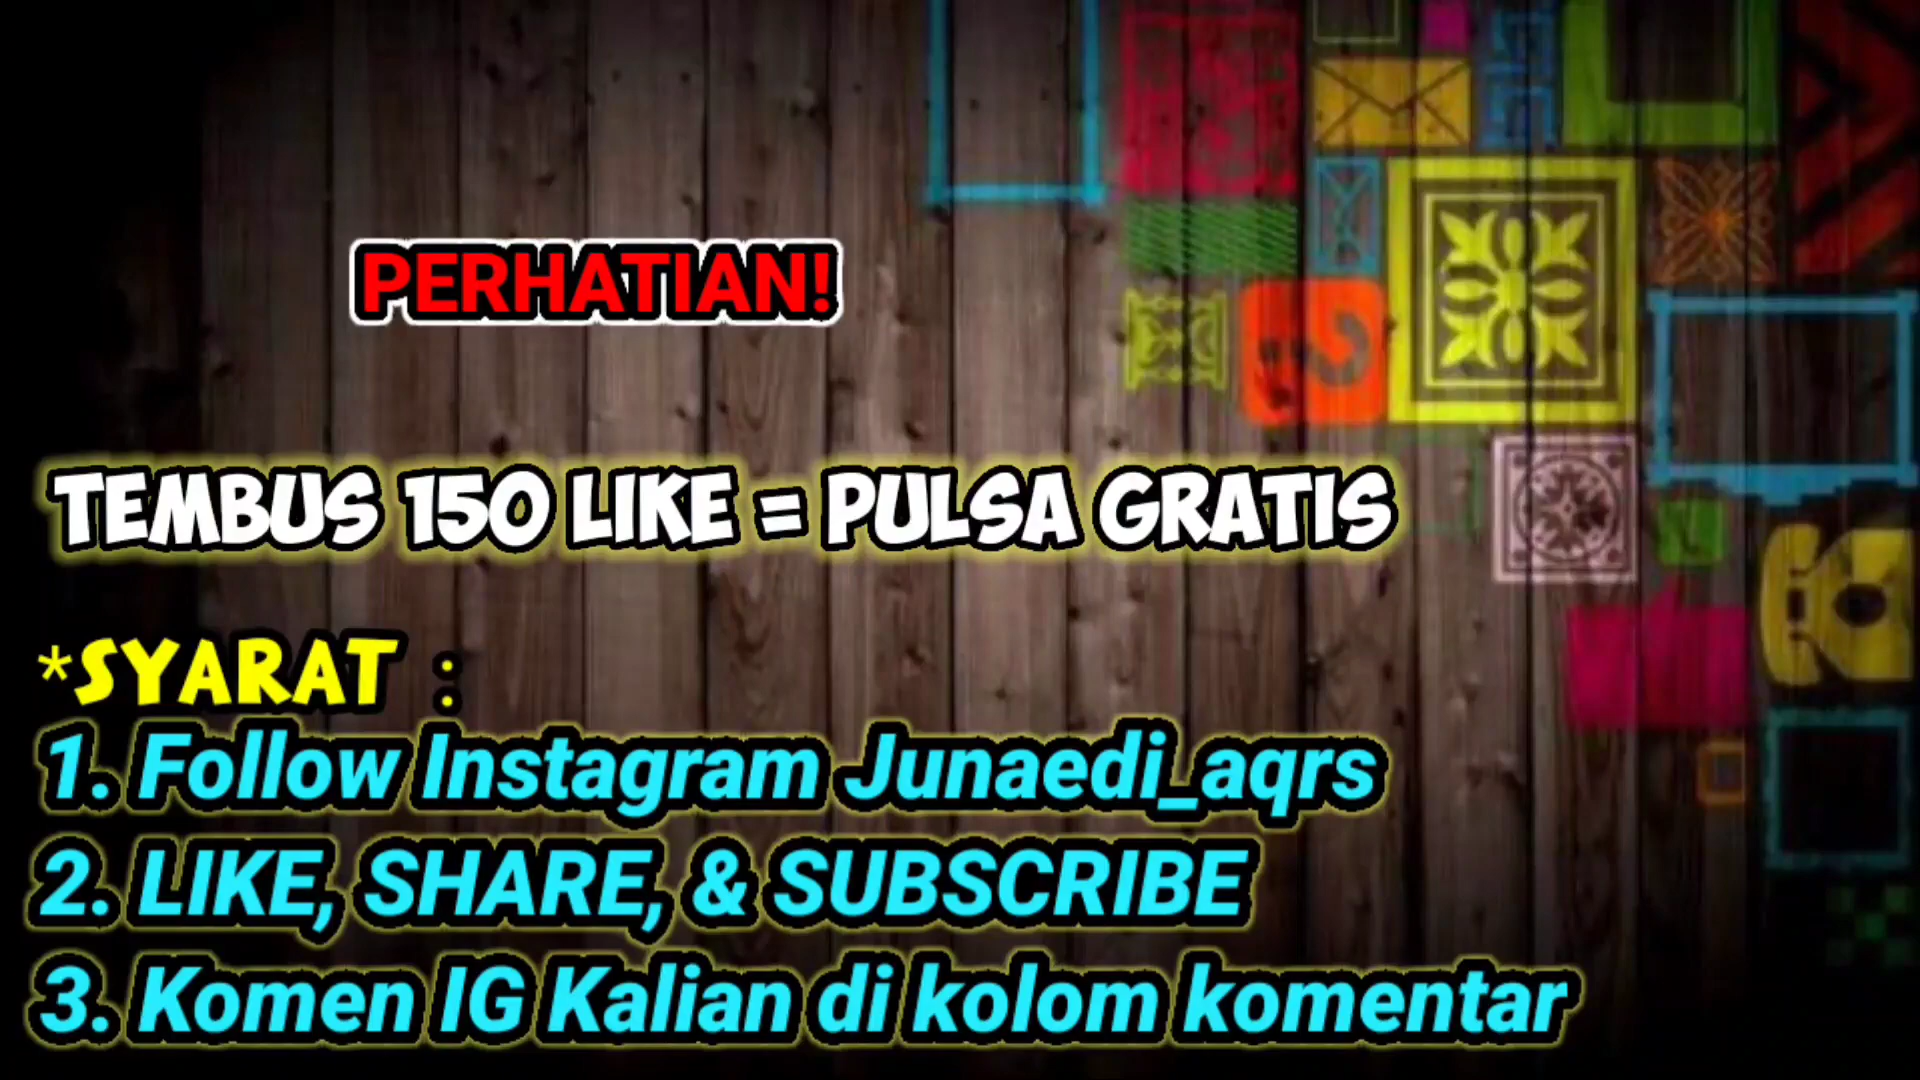 PERHATIAN!
TEMBUS 150 LIKE = PULSA GRATIS
*SYARAT :
1. Follow Instagram Junaedi_aqrs
2. LIKE, SHARE, & SUBSCRIBE
3. Komen IG Kalian di kolom komentar